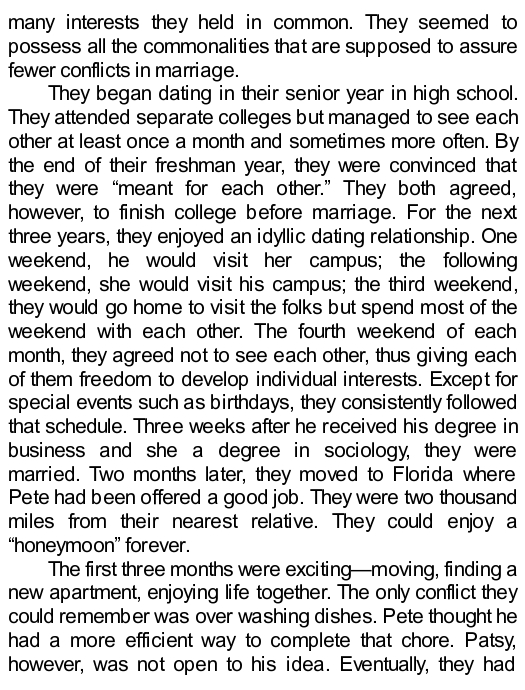 many interests they held in common. They seemed to
possess all the commonalities that are supposed to assure
fewer conflicts in marriage.
They began dating in their senior year in high school.
They attended separate colleges but managed to see each
other at least once a month and sometimes more often. By
the end of their freshman year, they were convinced that
they were “meant for each other.” They both agreed,
however, to finish college before marriage. For the next
three years, they enjoyed an idyllic dating relationship. One
weekend, he would visit her campus; the following
weekend, she would visit his campus; the third weekend,
they would go home to visit the folks but spend most of the
weekend with each other. The fourth weekend of each
month, they agreed not to see each other, thus giving each
of them freedom to develop individual interests. Except for
special events such as birthdays, they consistently followed
that schedule. Three weeks after he received his degree in
business and she a degree in sociology, they were
married. Two months later, they moved to Florida where
Pete had been offered a good job. They were two thousand
miles from their nearest relative. They could enjoy a
“honeymoon” forever.
The first three months were exciting—moving, finding a
new apartment, enjoying life together. The only conflict they
could remember was over washing dishes. Pete thought he
had a more efficient way to complete that chore. Patsy,
however, was not open to his idea. Eventually, they had